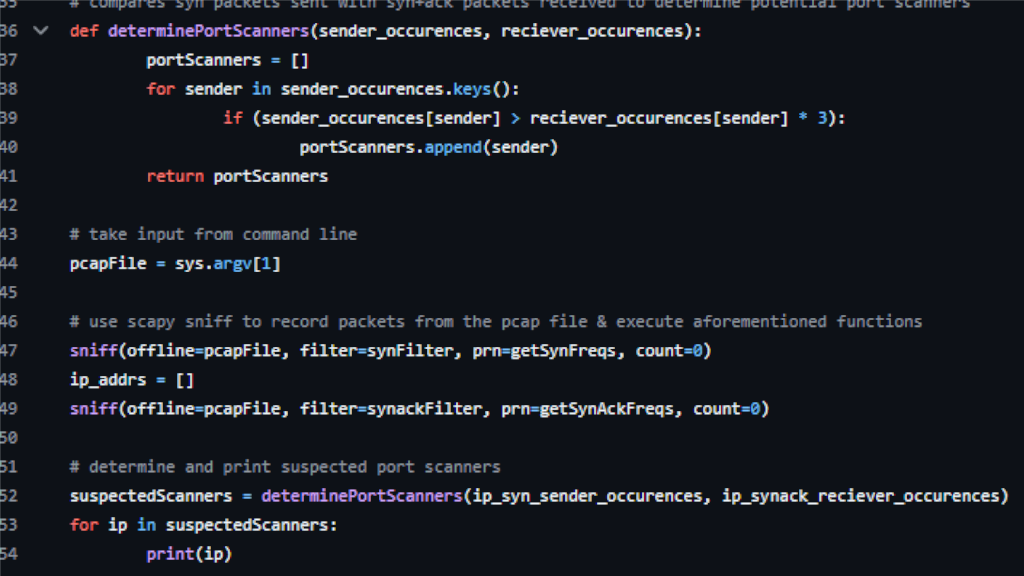 35 # compares syn packets sent with syn+ack packets received to determine potential port scanners
36 def determinePortScanners(sender_occurences, reciever_occurences):
37 portScanners = []
38 for sender in sender_occurences.keys():
39 if (sender_occurences[sender] > reciever_occurences[sender] * 3):
40 portScanners.append(sender)
41 return portScanners
42
43 # take input from command line
44 pcapFile = sys.argv[1]
45
46 # use scapy sniff to record packets from the pcap file & execute aforementioned functions
47 sniff(offline=pcapFile, filter=synFilter, prn=getSynFreqs, count=0)
48 ip_addrs = []
49 sniff(offline=pcapFile, filter=synackFilter, prn=getSynAckFreqs, count=0)
50
51 # determine and print suspected port scanners
52 suspectedScanners = determinePortScanners(ip_syn_sender_occurences, ip_synack_reciever_occurences)
53 for ip in suspectedScanners:
54 print(ip)